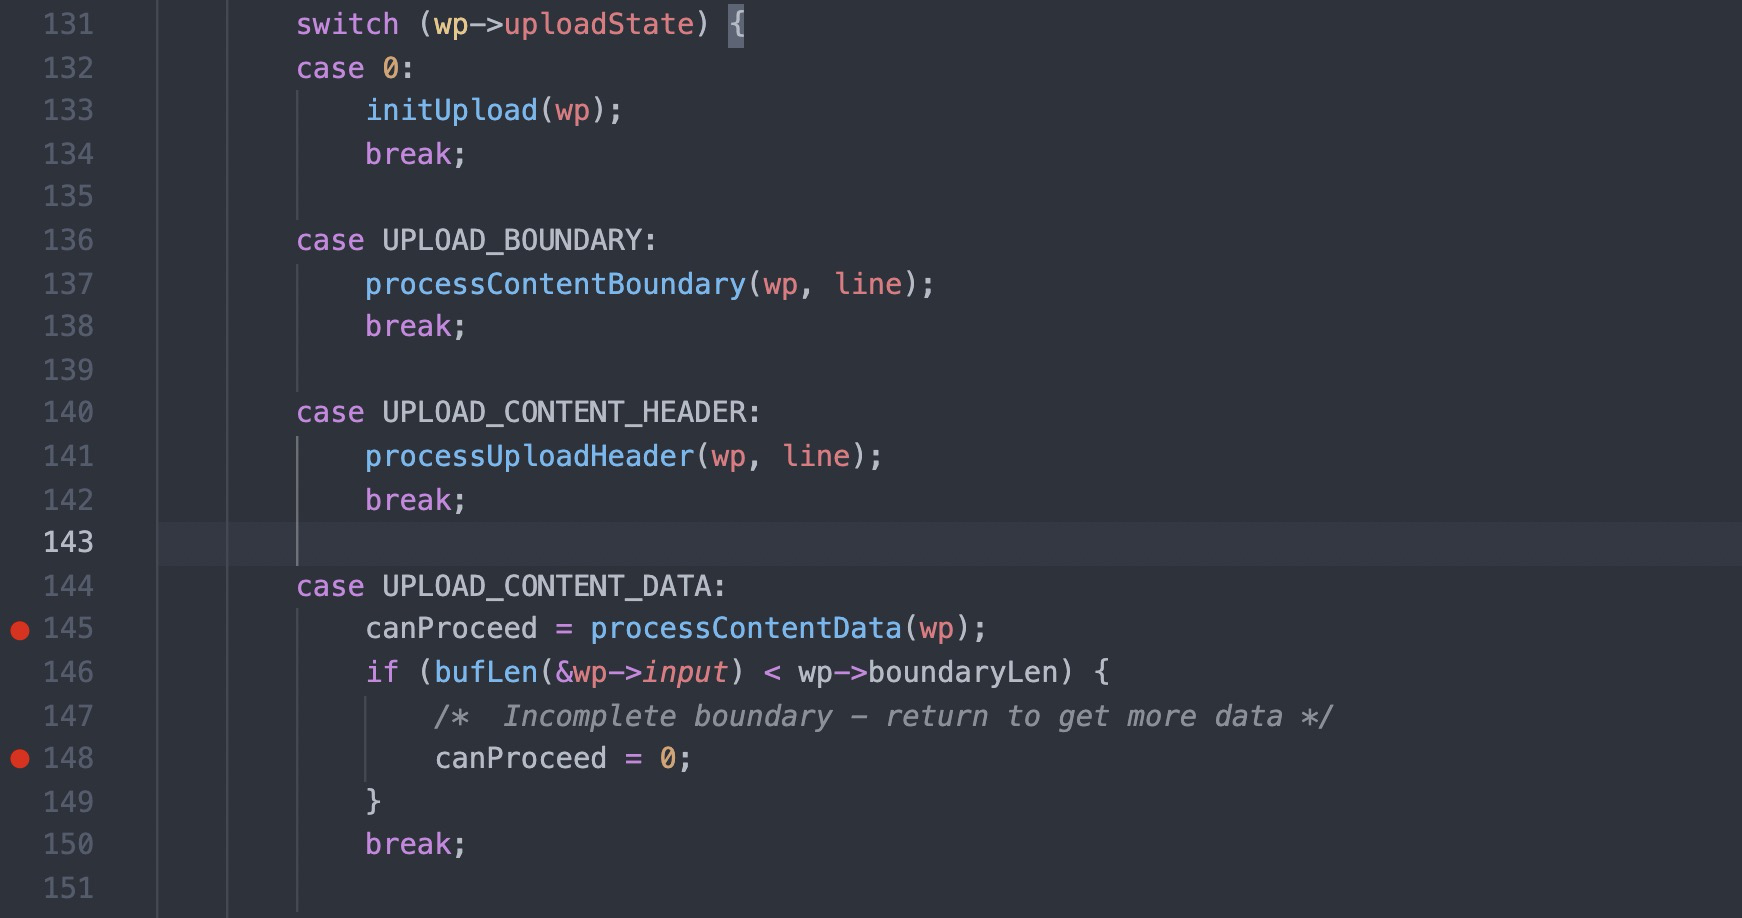 131 switch (wp->uploadState) {
132 case 0:
133 initUpload(wp);
134 break;
135
136 case UPLOAD_BOUNDARY:
137 processContentBoundary(wp, line);
138 break;
139
140 case UPLOAD_CONTENT_HEADER:
141 processUploadHeader(wp, line);
142 break;
143
144 case UPLOAD_CONTENT_DATA:
145 canProceed = processContentData(wp);
146 if (bufLen(&wp->input) < wp->boundaryLen) {
147 /*  Incomplete boundary – return to get more data */
148 canProceed = 0;
149 }
150 break;
151